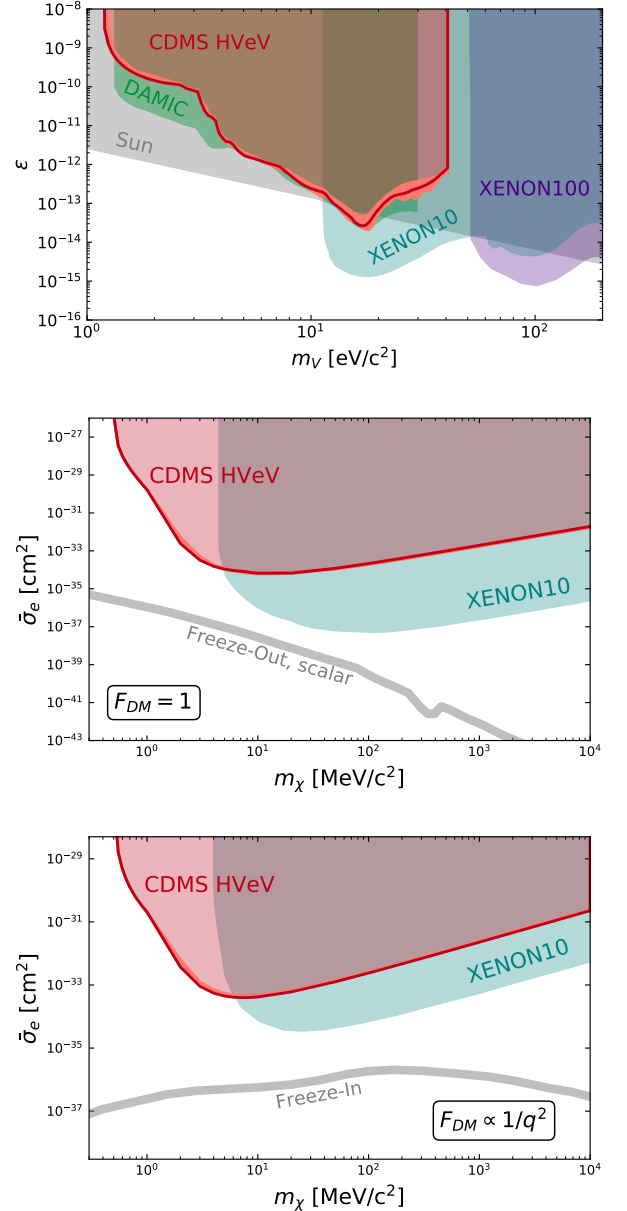 10⁻⁸
10⁻⁹
10⁻¹⁰
10⁻¹¹
10⁻¹²
10⁻¹³
10⁻¹⁴
10⁻¹⁵
10⁻¹⁶
ε
CDMS HVeV
DAMIC
Sun
XENON100
XENON10
10⁰
10¹
10²
m_V [eV/c²]
10⁻²⁷
10⁻²⁹
10⁻³¹
10⁻³³
10⁻³⁵
10⁻³⁷
10⁻³⁹
10⁻⁴¹
10⁻⁴³
σ̄_e [cm²]
CDMS HVeV
XENON10
Freeze-Out, scalar
F_DM = 1
10⁰
10¹
10²
10³
10⁴
m_χ [MeV/c²]
10⁻²⁹
10⁻³¹
10⁻³³
10⁻³⁵
10⁻³⁷
σ̄_e [cm²]
CDMS HVeV
XENON10
Freeze-In
F_DM ∝ 1/q²
10⁰
10¹
10²
10³
10⁴
m_χ [MeV/c²]